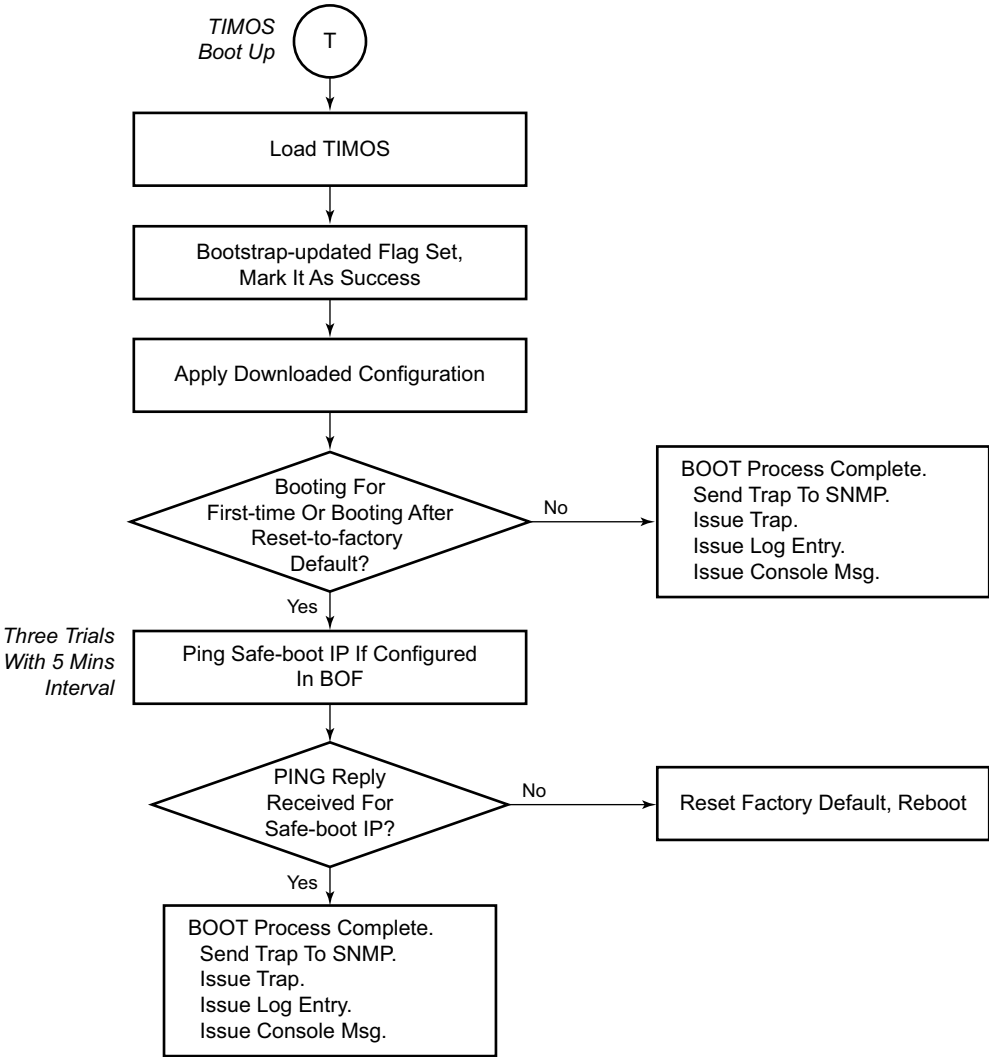 TIMOS
Boot Up
T
Load TIMOS
Bootstrap-updated Flag Set,
Mark It As Success
Apply Downloaded Configuration
Booting For
First-time Or Booting After
Reset-to-factory
Default?
No
BOOT Process Complete.
Send Trap To SNMP.
Issue Trap.
Issue Log Entry.
Issue Console Msg.
Yes
Three Trials
With 5 Mins
Interval
Ping Safe-boot IP If Configured
In BOF
PING Reply
Received For
Safe-boot IP?
No
Reset Factory Default, Reboot
Yes
BOOT Process Complete.
Send Trap To SNMP.
Issue Trap.
Issue Log Entry.
Issue Console Msg.